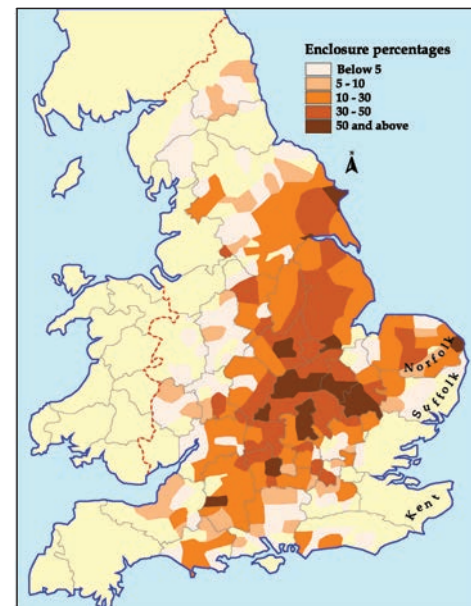 Enclosure percentages
Below 5
5 - 10
10 - 30
30 - 50
50 and above
Norfolk
Suffolk
Kent